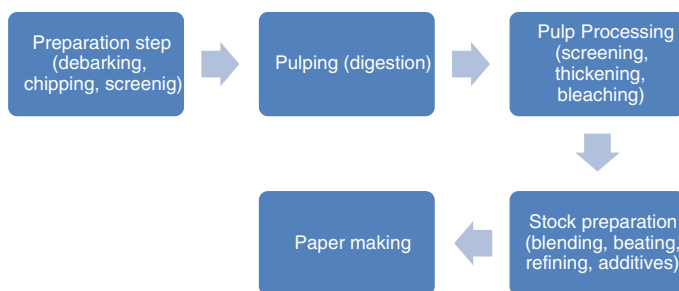 Preparation step
(debarking,
chipping, screenig)
Pulping (digestion)
Pulp Processing
(screening,
thickening,
bleaching)
Stock preparation
(blending, beating,
refining, additives)
Paper making